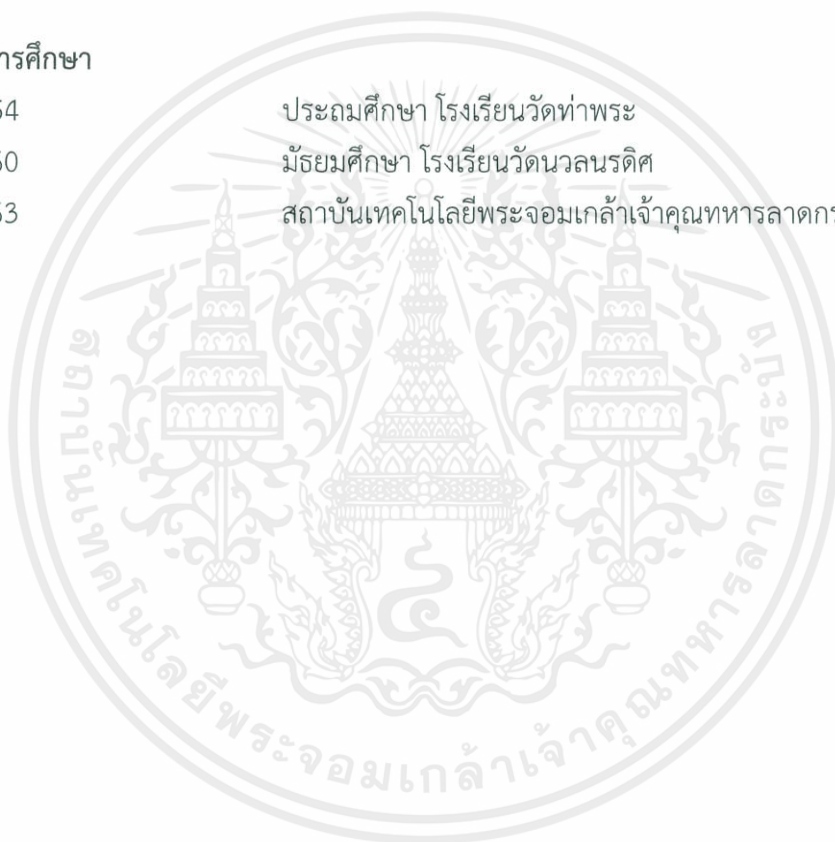 ารศึกษา
54 ประถมศึกษา โรงเรียนวัดท่าพระ
60 มัธยมศึกษา โรงเรียนวัดนวลนรดิศ
63 สถาบันเทคโนโลยีพระจอมเกล้าเจ้าคุณทหารลาดกร
สถาบันเทคโนโลยีพระจอมเกล้าเจ้าคุณทหารลาดกระบัง
๔